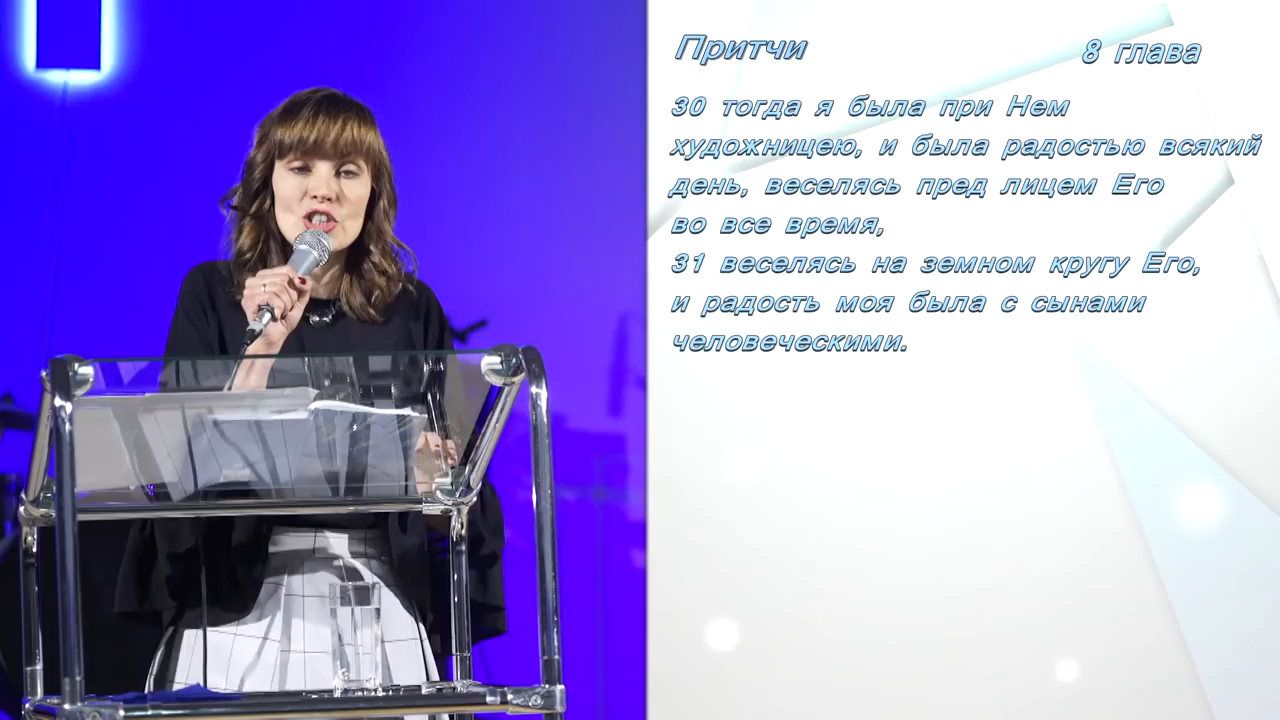 Притчи 8 глава
30 тогда я была при Нем
художницею, и была радостью всякий
день, веселясь пред лицем Его
во все время,
31 веселясь на земном кругу Его,
и радость моя была с сынами
человеческими.